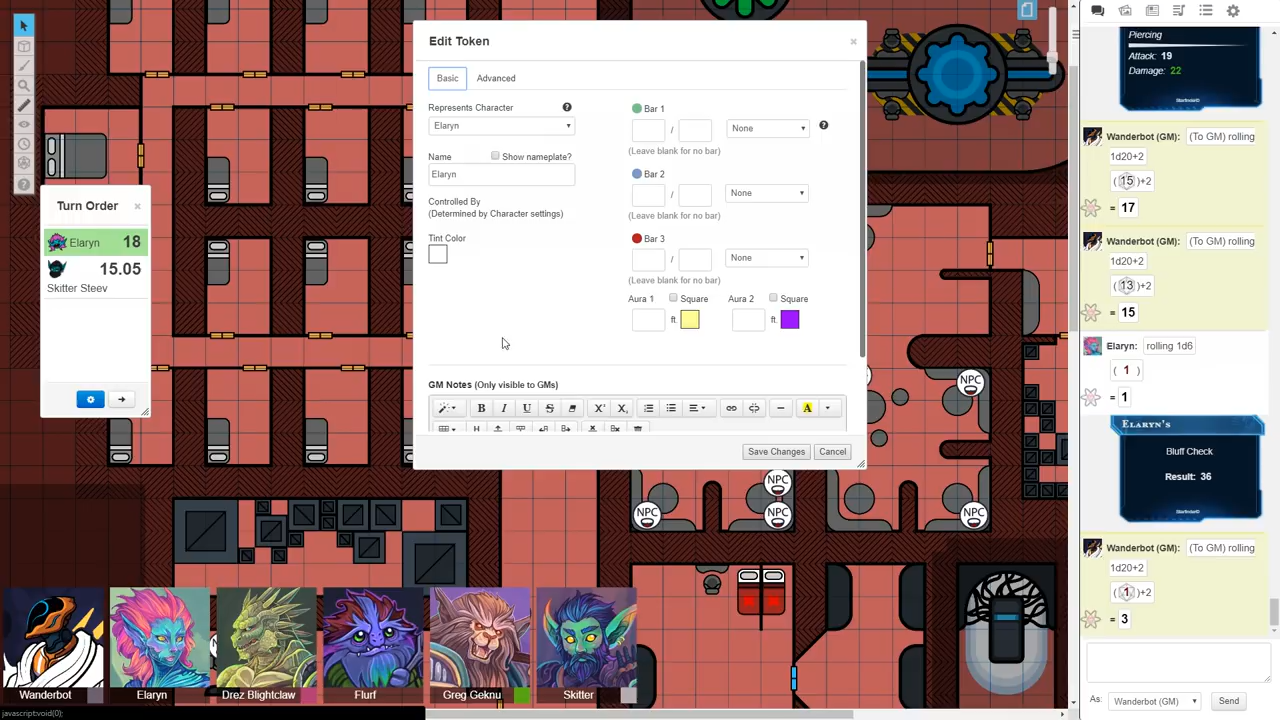 Edit Token
×
Basic
Advanced
Represents Character
Elaryn
Name
Show nameplate?
Elaryn
Controlled By
(Determined by Character settings)
Tint Color
Bar 1
/
None
(Leave blank for no bar)
Bar 2
/
None
(Leave blank for no bar)
Bar 3
/
None
(Leave blank for no bar)
Aura 1
Square
Aura 2
Square
ft.
ft.
GM Notes (Only visible to GMs)
B I U S
Save Changes
Cancel
Turn Order ×
Elaryn 18
15.05
Skitter Steev
NPC
NPC
NPC
NPC
NPC
NPC
Wanderbot
Elaryn
Drez Blightclaw
Flurf
Greg Geknu
Skitter
javascript:void(0);
Piercing
Attack: 19
Damage: 22
Wanderbot (GM): (To GM) rolling
1d20+2
(15)+2
= 17
Wanderbot (GM): (To GM) rolling
1d20+2
(13)+2
= 15
Elaryn: rolling 1d6
( 1 )
= 1
ELARYN'S
Bluff Check
Result: 36
Wanderbot (GM): (To GM) rolling
1d20+2
(1)+2
= 3
As: Wanderbot (GM)
Send